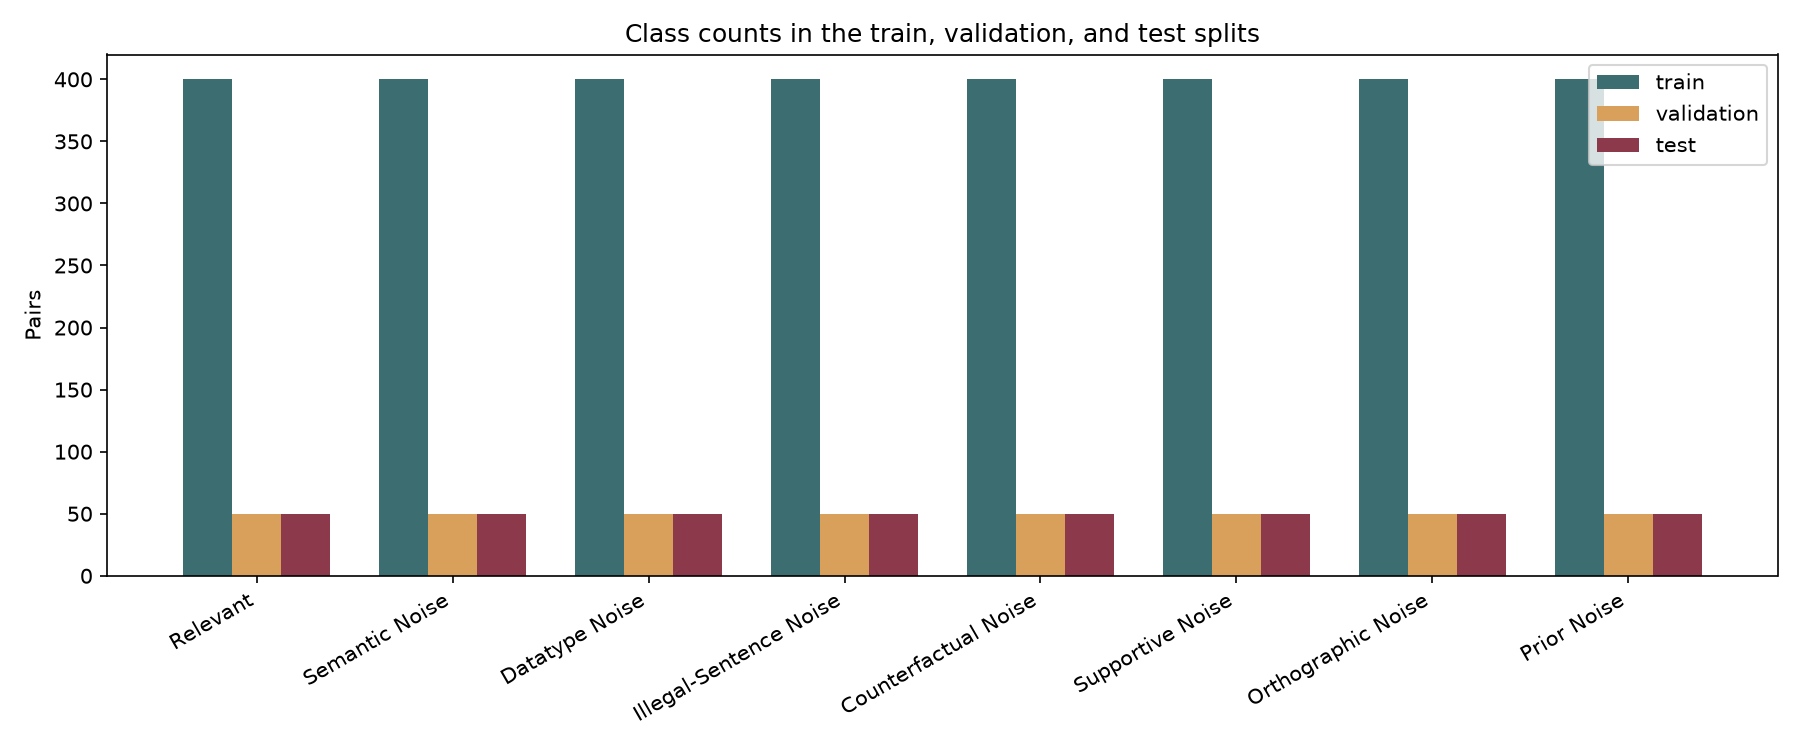 Class counts in the train, validation, and test splits
400
350
300
250
200
150
100
50
0
Pairs
train
validation
test
Relevant
Semantic Noise
Datatype Noise
Illegal-Sentence Noise
Counterfactual Noise
Supportive Noise
Orthographic Noise
Prior Noise